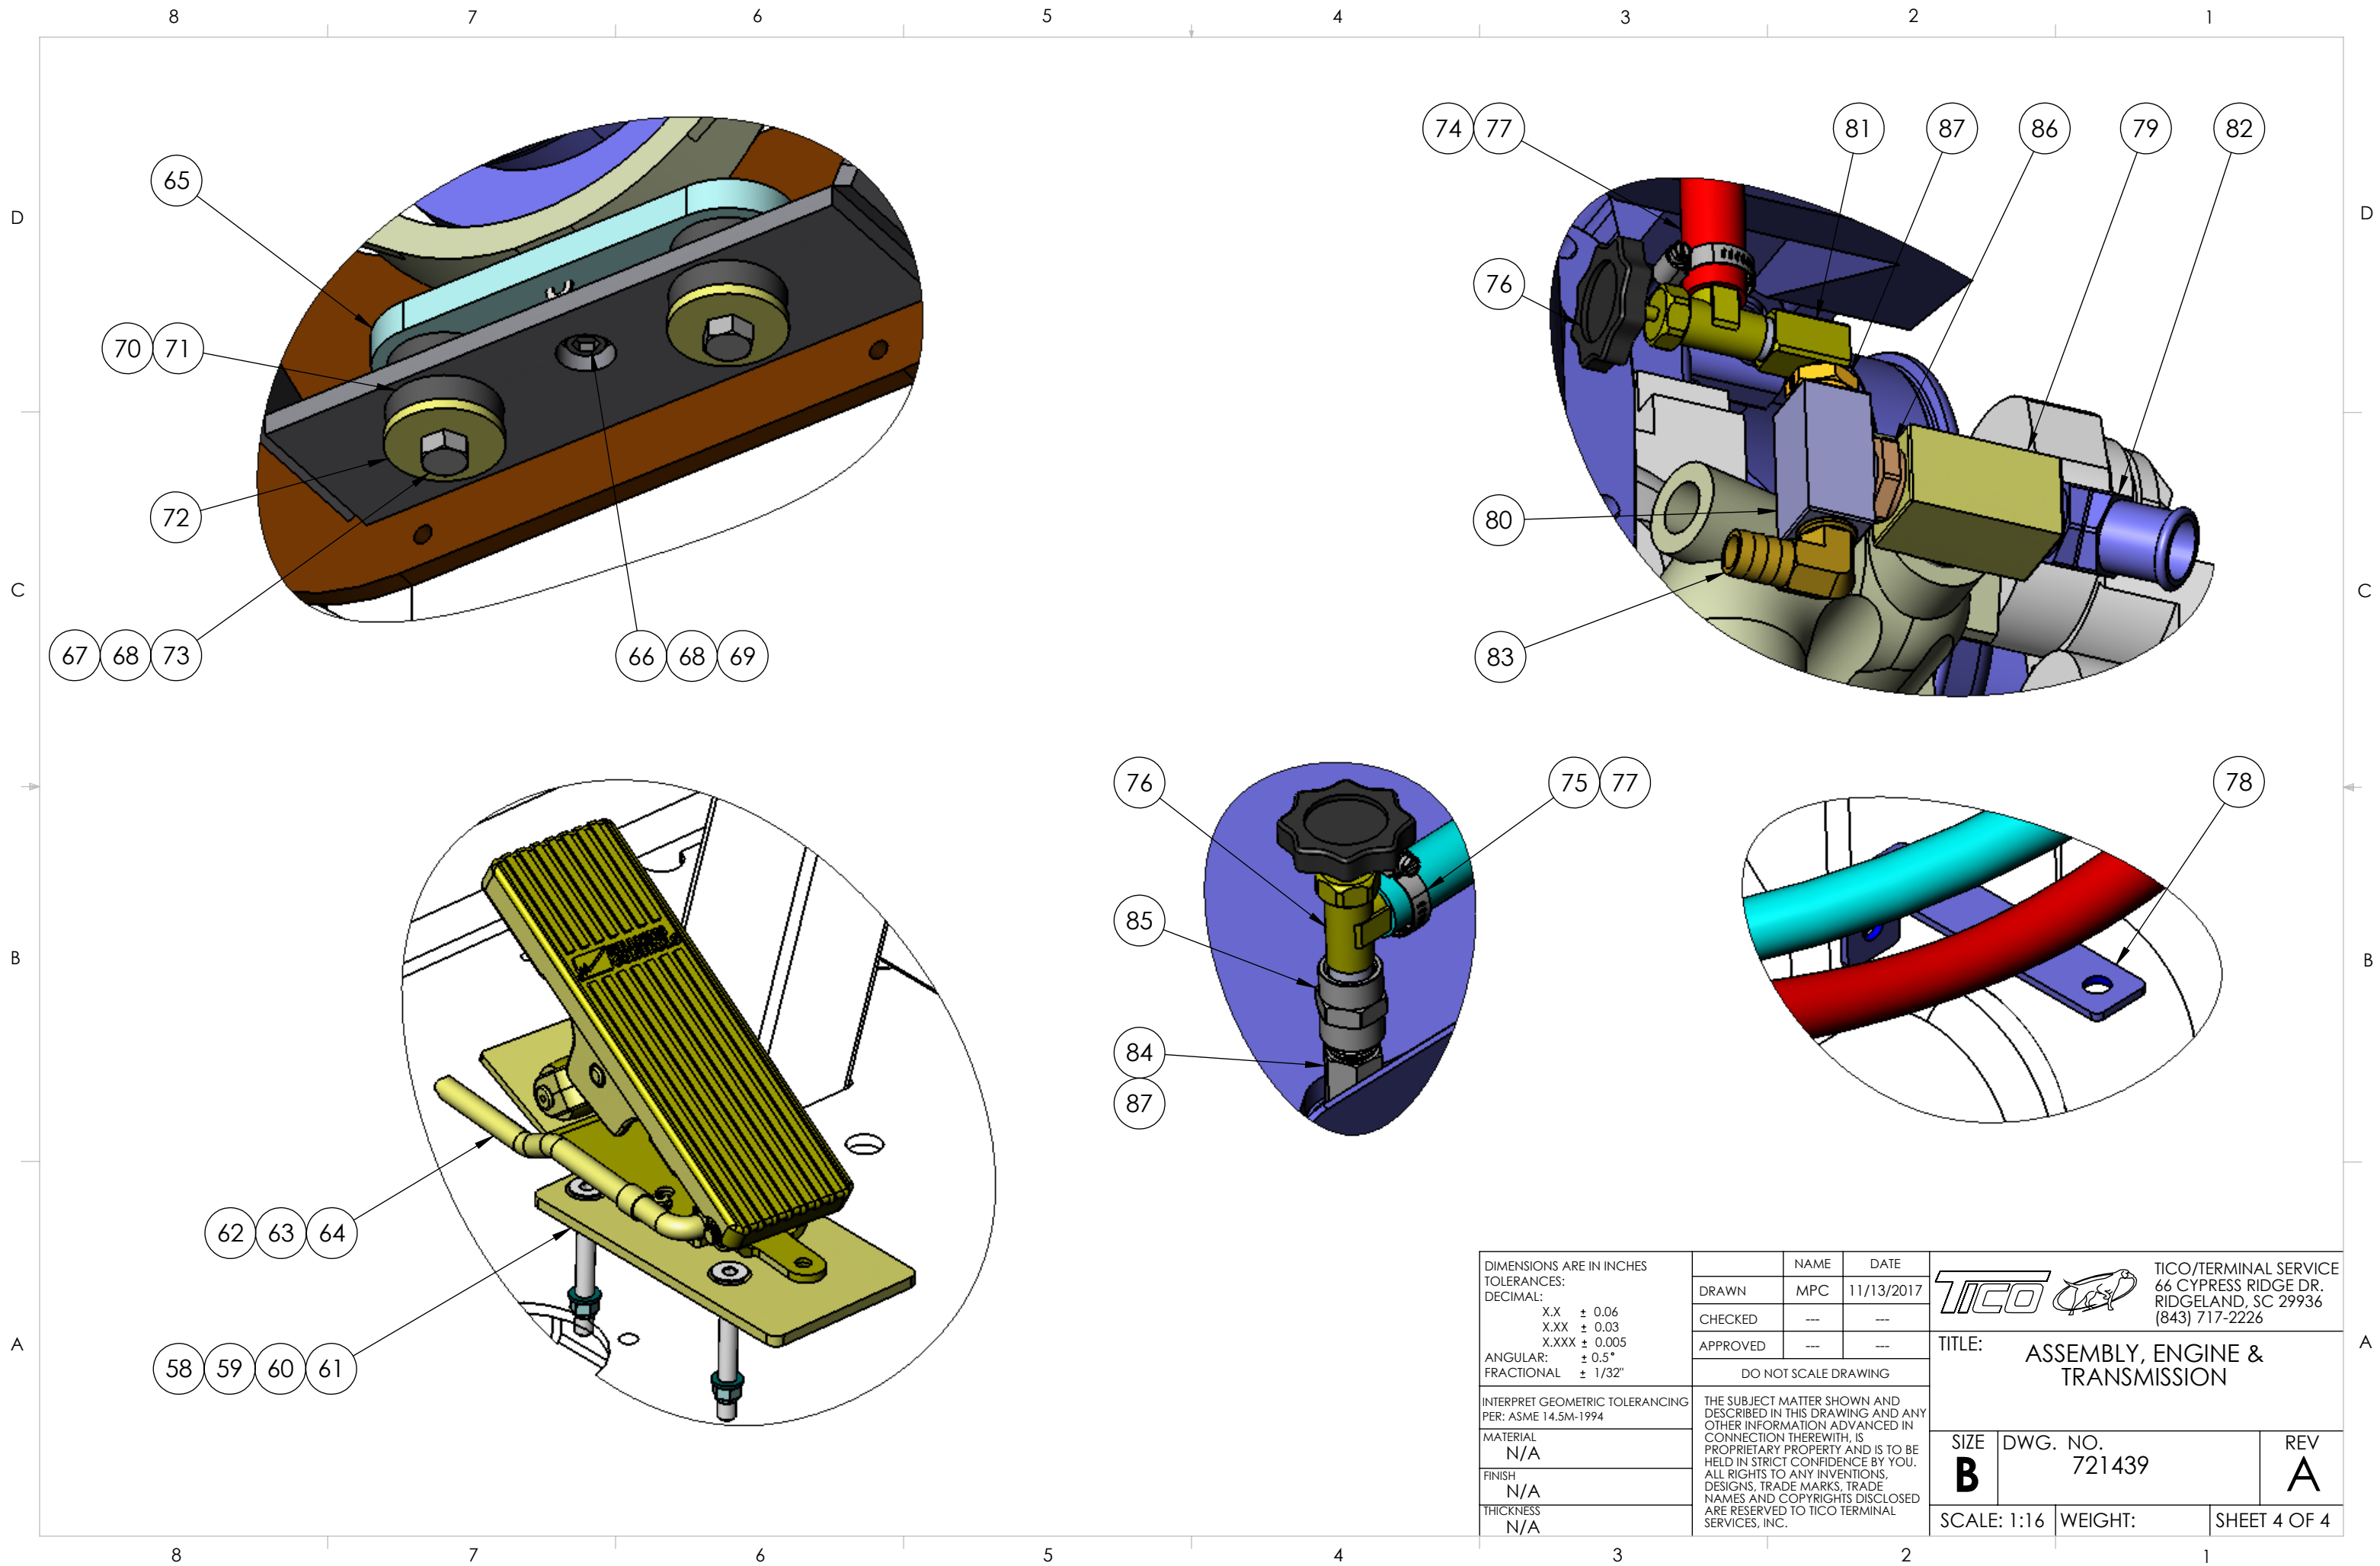 8 7 6 5 4 3 2 1
D
D
C
C
B
B
A
A
65
70 71
72
67 68 73
66 68 69
74 77
81
87
86
79
82
76
80
83
62 63 64
58 59 60 61
76
75 77
85
84
87
78
DIMENSIONS ARE IN INCHES
TOLERANCES:
DECIMAL:
X.X ± 0.06
X.XX ± 0.03
X.XXX ± 0.005
ANGULAR: ± 0.5°
FRACTIONAL ± 1/32"
INTERPRET GEOMETRIC TOLERANCING
PER: ASME 14.5M-1994
MATERIAL
N/A
FINISH
N/A
THICKNESS
N/A
NAME DATE
DRAWN MPC 11/13/2017
CHECKED --- ---
APPROVED --- ---
DO NOT SCALE DRAWING
THE SUBJECT MATTER SHOWN AND
DESCRIBED IN THIS DRAWING AND ANY
OTHER INFORMATION ADVANCED IN
CONNECTION THEREWITH, IS
PROPRIETARY PROPERTY AND IS TO BE
HELD IN STRICT CONFIDENCE BY YOU.
ALL RIGHTS TO ANY INVENTIONS,
DESIGNS, TRADE MARKS, TRADE
NAMES AND COPYRIGHTS DISCLOSED
ARE RESERVED TO TICO TERMINAL
SERVICES, INC.
TICO
TICO/TERMINAL SERVICE
66 CYPRESS RIDGE DR.
RIDGELAND, SC 29936
(843) 717-2226
TITLE:
ASSEMBLY, ENGINE &
TRANSMISSION
SIZE
B
DWG. NO.
721439
REV
A
SCALE: 1:16 WEIGHT: SHEET 4 OF 4
8 7 6 5 4 3 2 1